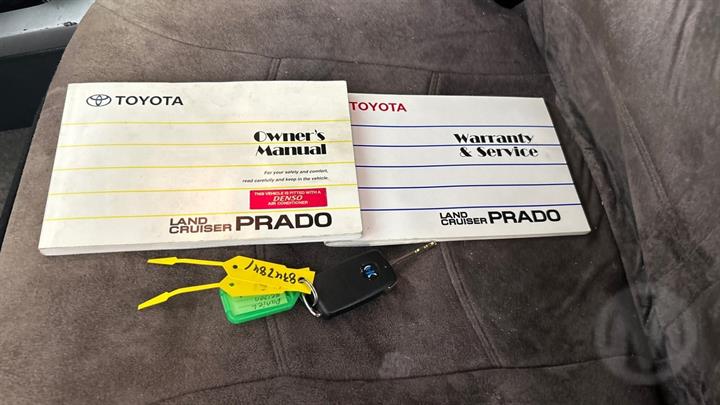 TOYOTA
Owner's
Manual
For your safety and comfort,
read carefully and keep in the vehicle.
THIS VEHICLE IS FITTED WITH A
DENSO
AIR CONDITIONER
LAND
CRUISER PRADO
TOYOTA
Warranty
& Service
LAND
CRUISER PRADO
8747841